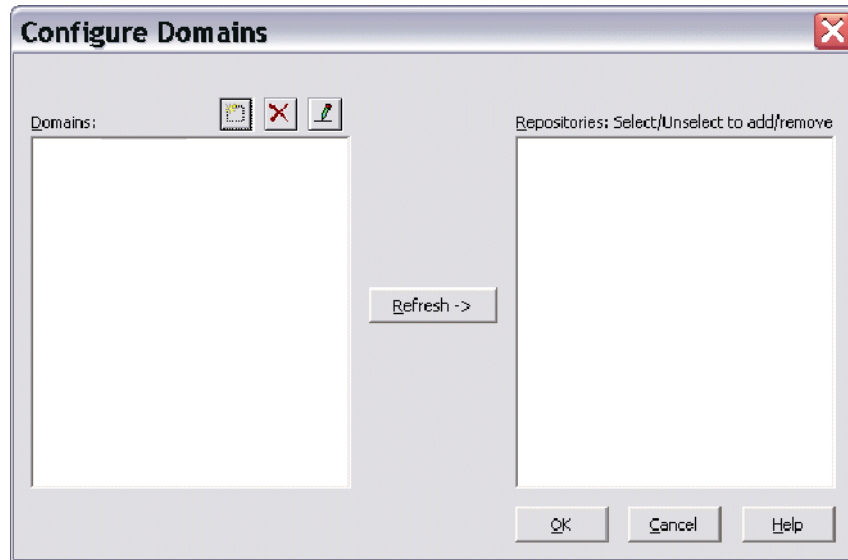 Configure Domains
Domains:
Repositories: Select/Unselect to add/remove
Refresh ->
OK
Cancel
Help